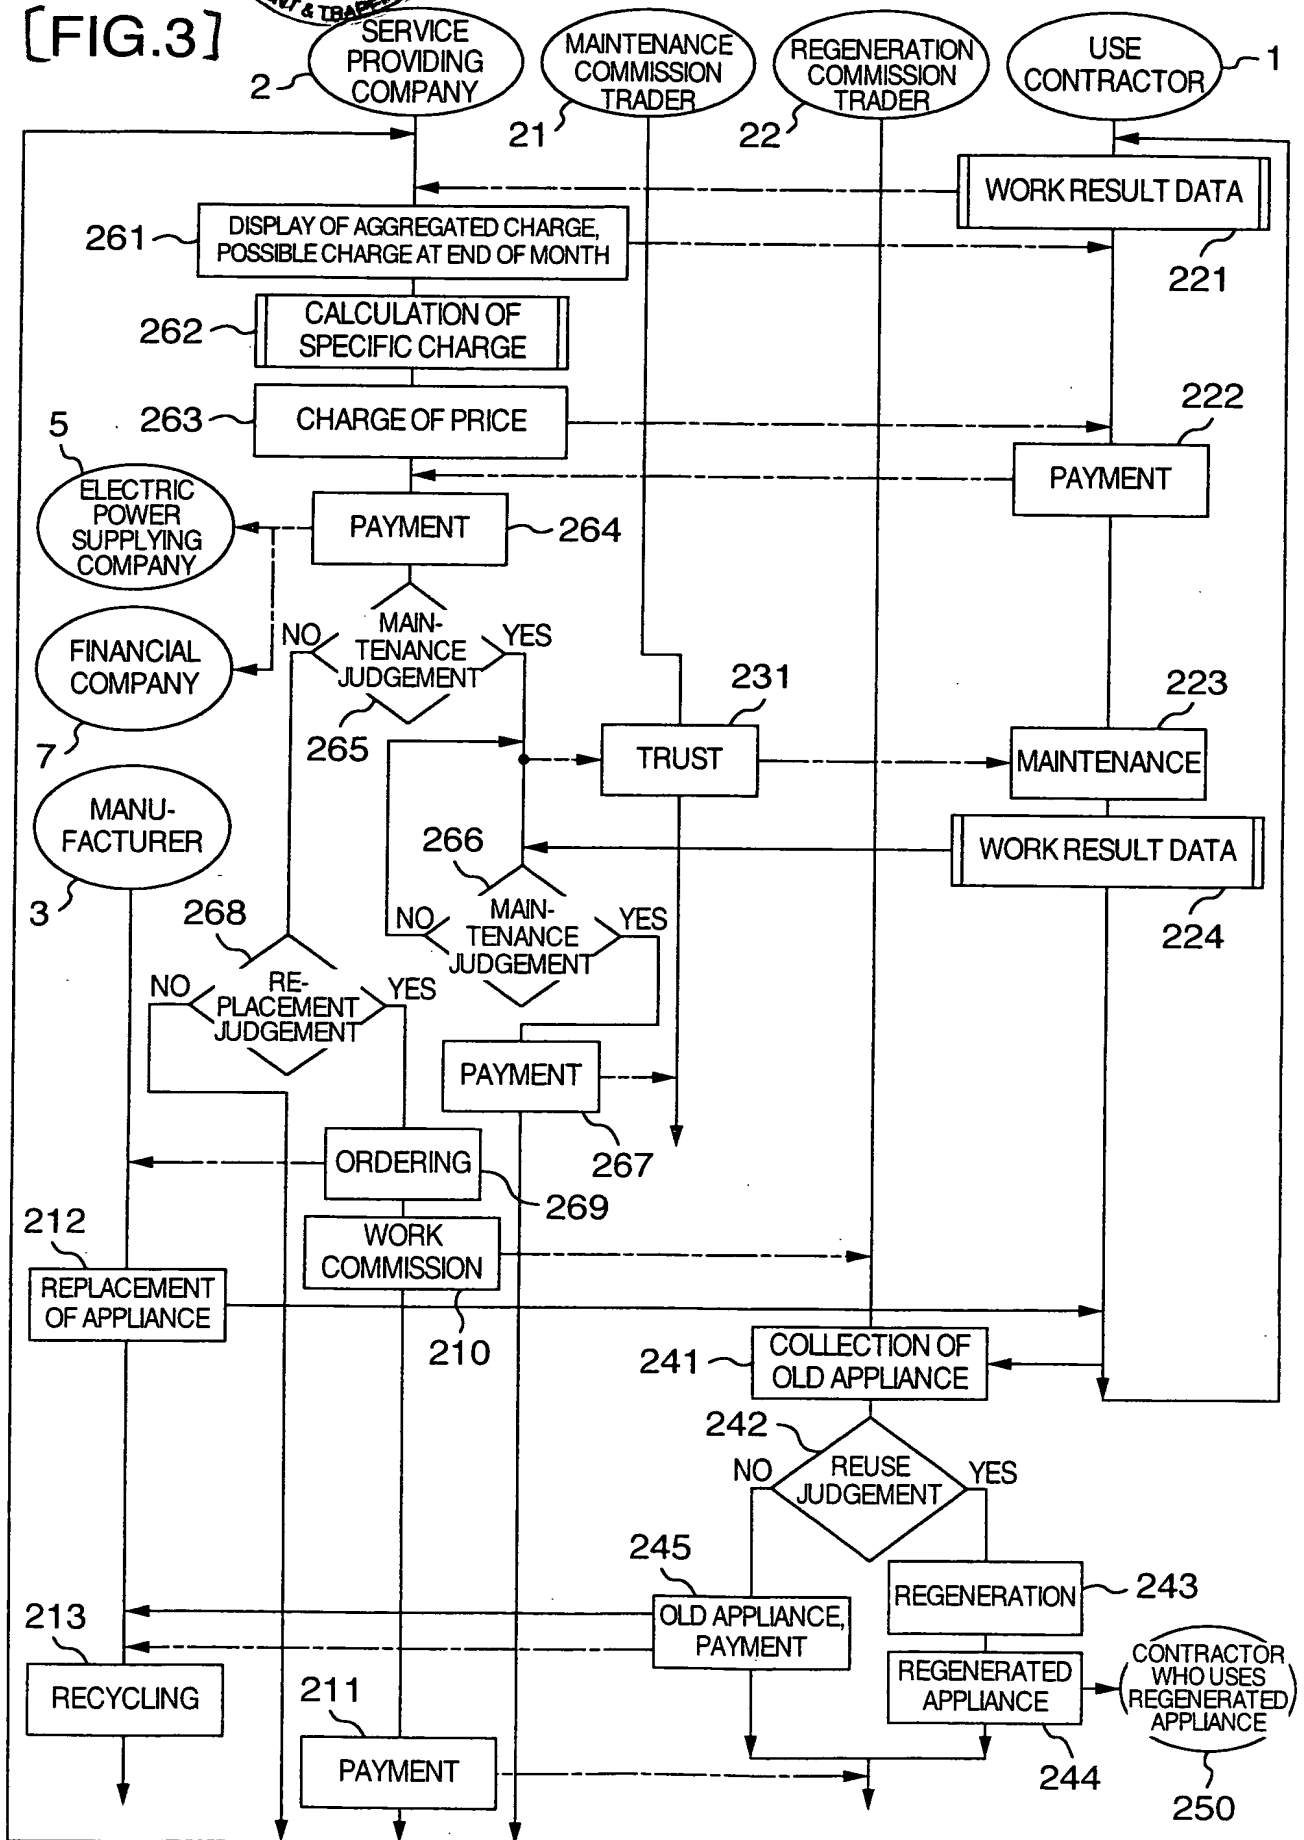 [FIG.3]
& TRA
SERVICE
PROVIDING
COMPANY
2
MAINTENANCE
COMMISSION
TRADER
21
REGENERATION
COMMISSION
TRADER
22
USE
CONTRACTOR
1
WORK RESULT DATA
221
261
DISPLAY OF AGGREGATED CHARGE,
POSSIBLE CHARGE AT END OF MONTH
262
CALCULATION OF
SPECIFIC CHARGE
263
CHARGE OF PRICE
222
PAYMENT
5
ELECTRIC
POWER
SUPPLYING
COMPANY
PAYMENT
264
FINANCIAL
COMPANY
7
NO
MAIN-
TENANCE
JUDGEMENT
YES
265
231
TRUST
223
MAINTENANCE
MANU-
FACTURER
3
266
WORK RESULT DATA
224
NO
MAIN-
TENANCE
JUDGEMENT
YES
268
NO
RE-
PLACEMENT
JUDGEMENT
YES
PAYMENT
267
ORDERING
269
212
REPLACEMENT
OF APPLIANCE
WORK
COMMISSION
210
241
COLLECTION OF
OLD APPLIANCE
242
NO
REUSE
JUDGEMENT
YES
245
OLD APPLIANCE,
PAYMENT
REGENERATION
243
213
RECYCLING
REGENERATED
APPLIANCE
244
CONTRACTOR
WHO USES
REGENERATED
APPLIANCE
250
211
PAYMENT